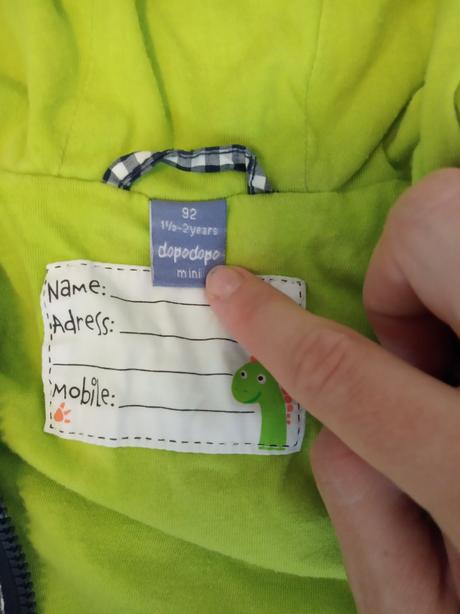 92
1½-2years
dopodopo
mini
Name:
Adress:
Mobile: